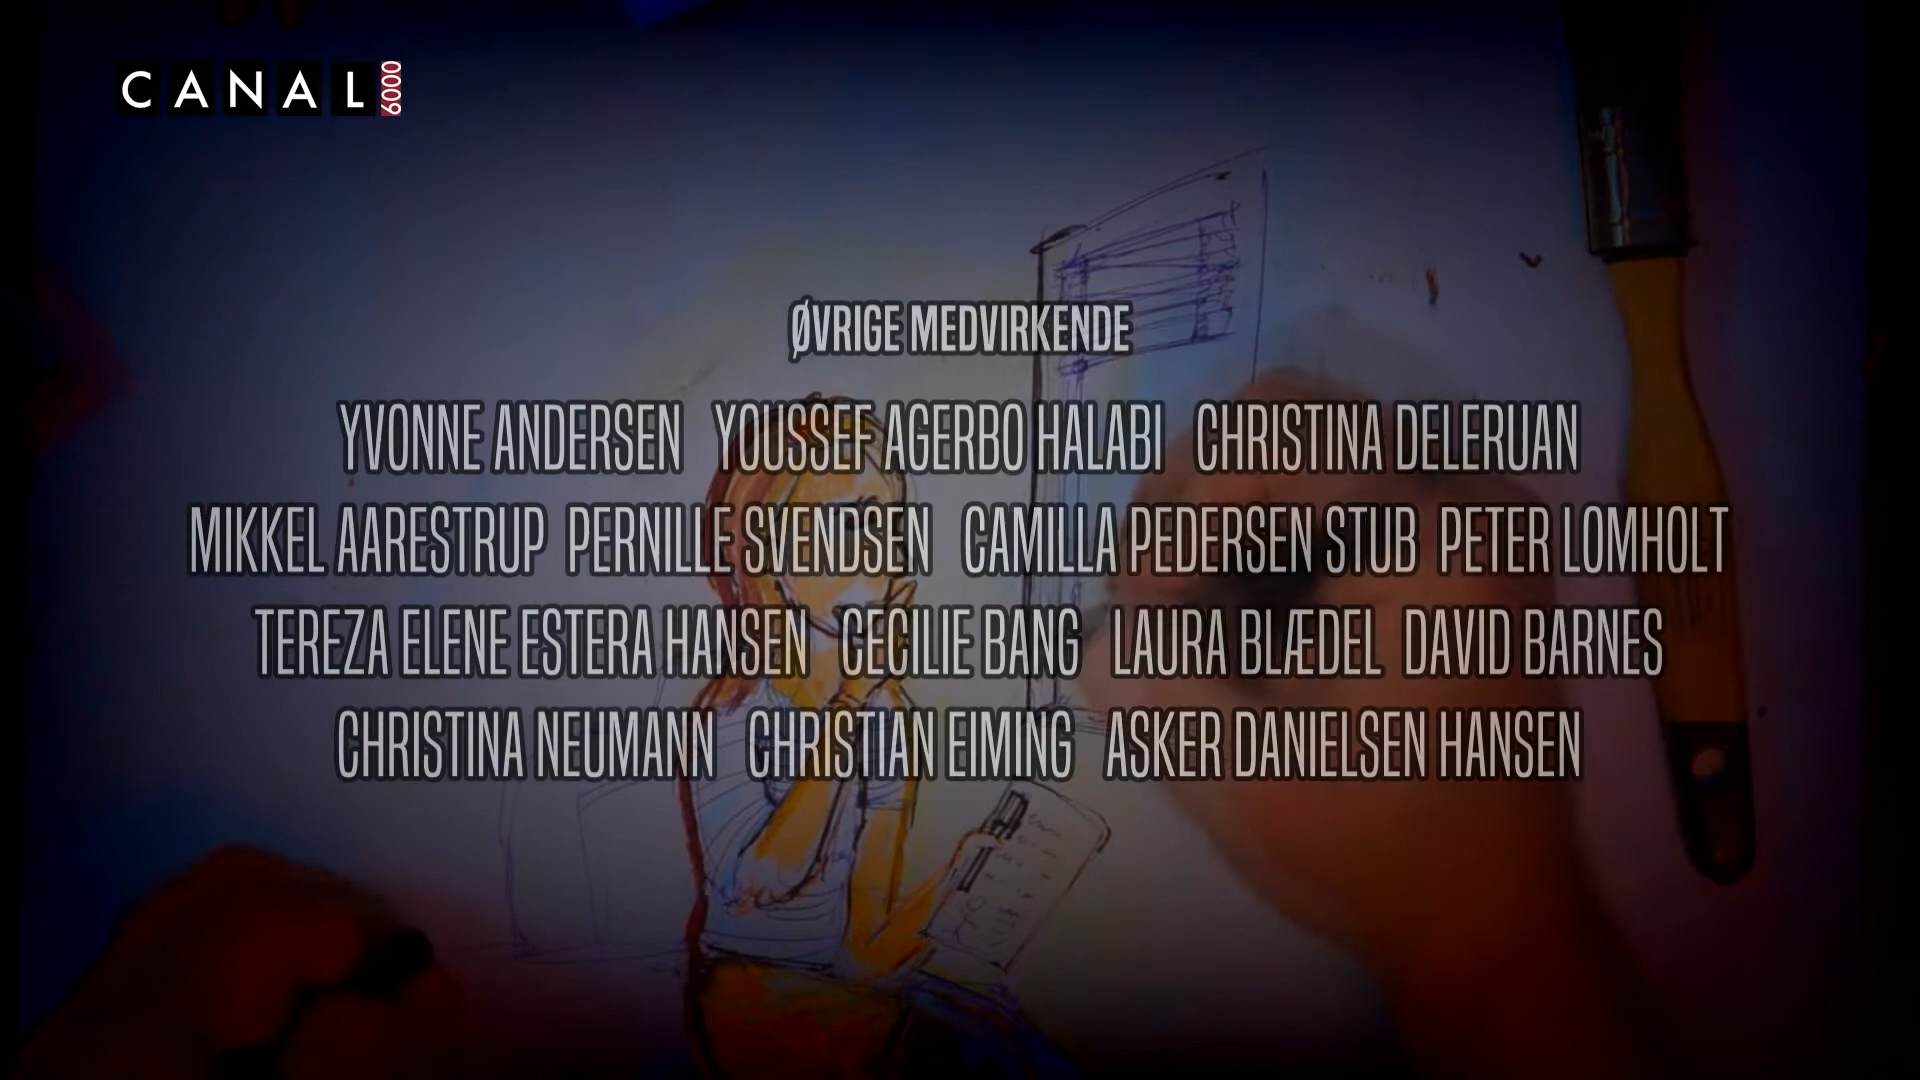 CANAL 6000
ØVRIGE MEDVIRKENDE
YVONNE ANDERSEN YOUSSEF AGERBO HALABI CHRISTINA DELERUAN
MIKKEL AARESTRUP PERNILLE SVENDSEN CAMILLA PEDERSEN STUB PETER LOMHOLT
TEREZA ELENE ESTERA HANSEN CECILIE BANG LAURA BLÆDEL DAVID BARNES
CHRISTINA NEUMANN CHRISTIAN EIMING ASKER DANIELSEN HANSEN